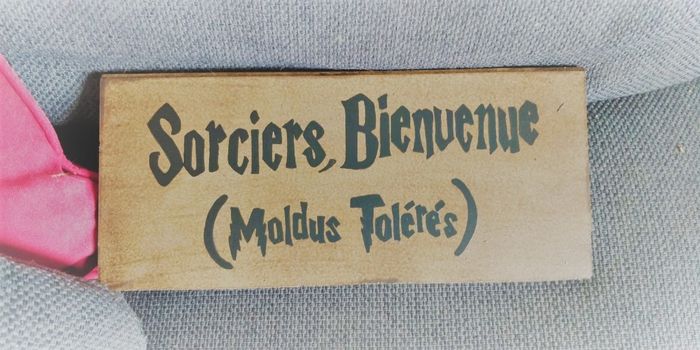 Sorciers, Bienvenue
(Moldus Tolérés)